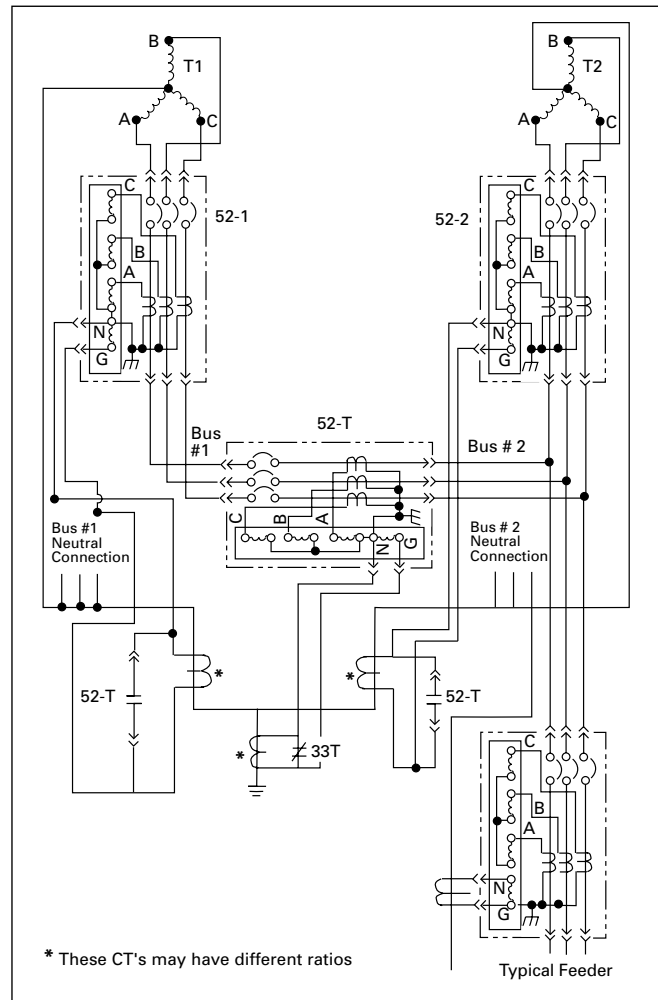 B
T1
A
C
B
T2
A
C
C
B
A
N
G
52-1
C
B
A
N
G
52-2
52-T
Bus
#1
Bus # 2
C
B
A
N
G
Bus #1
Neutral
Connection
Bus # 2
Neutral
Connection
52-T
*
*
33T
*
52-T
C
B
A
N
G
* These CT's may have different ratios
Typical Feeder